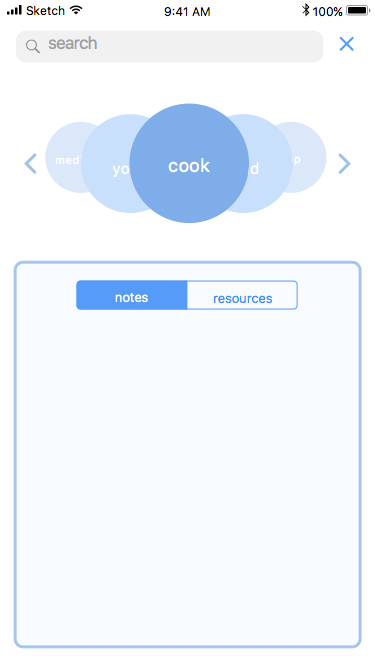 Sketch 9:41 AM 100%
search
med yo cook d p
notes resources